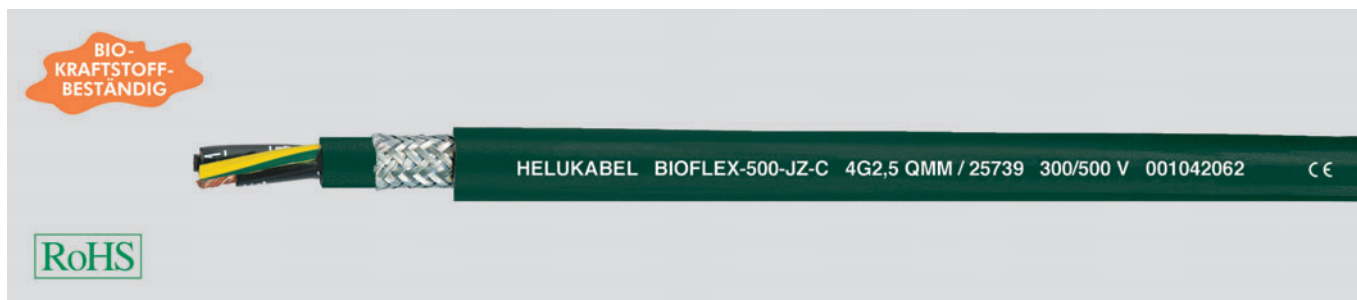 BIO-
KRAFTSTOFF-
BESTÄNDIG
HELUKABEL BIOFLEX-500-JZ-C 4G2,5 QMM / 25739 300/500 V 001042062 CE
RoHS